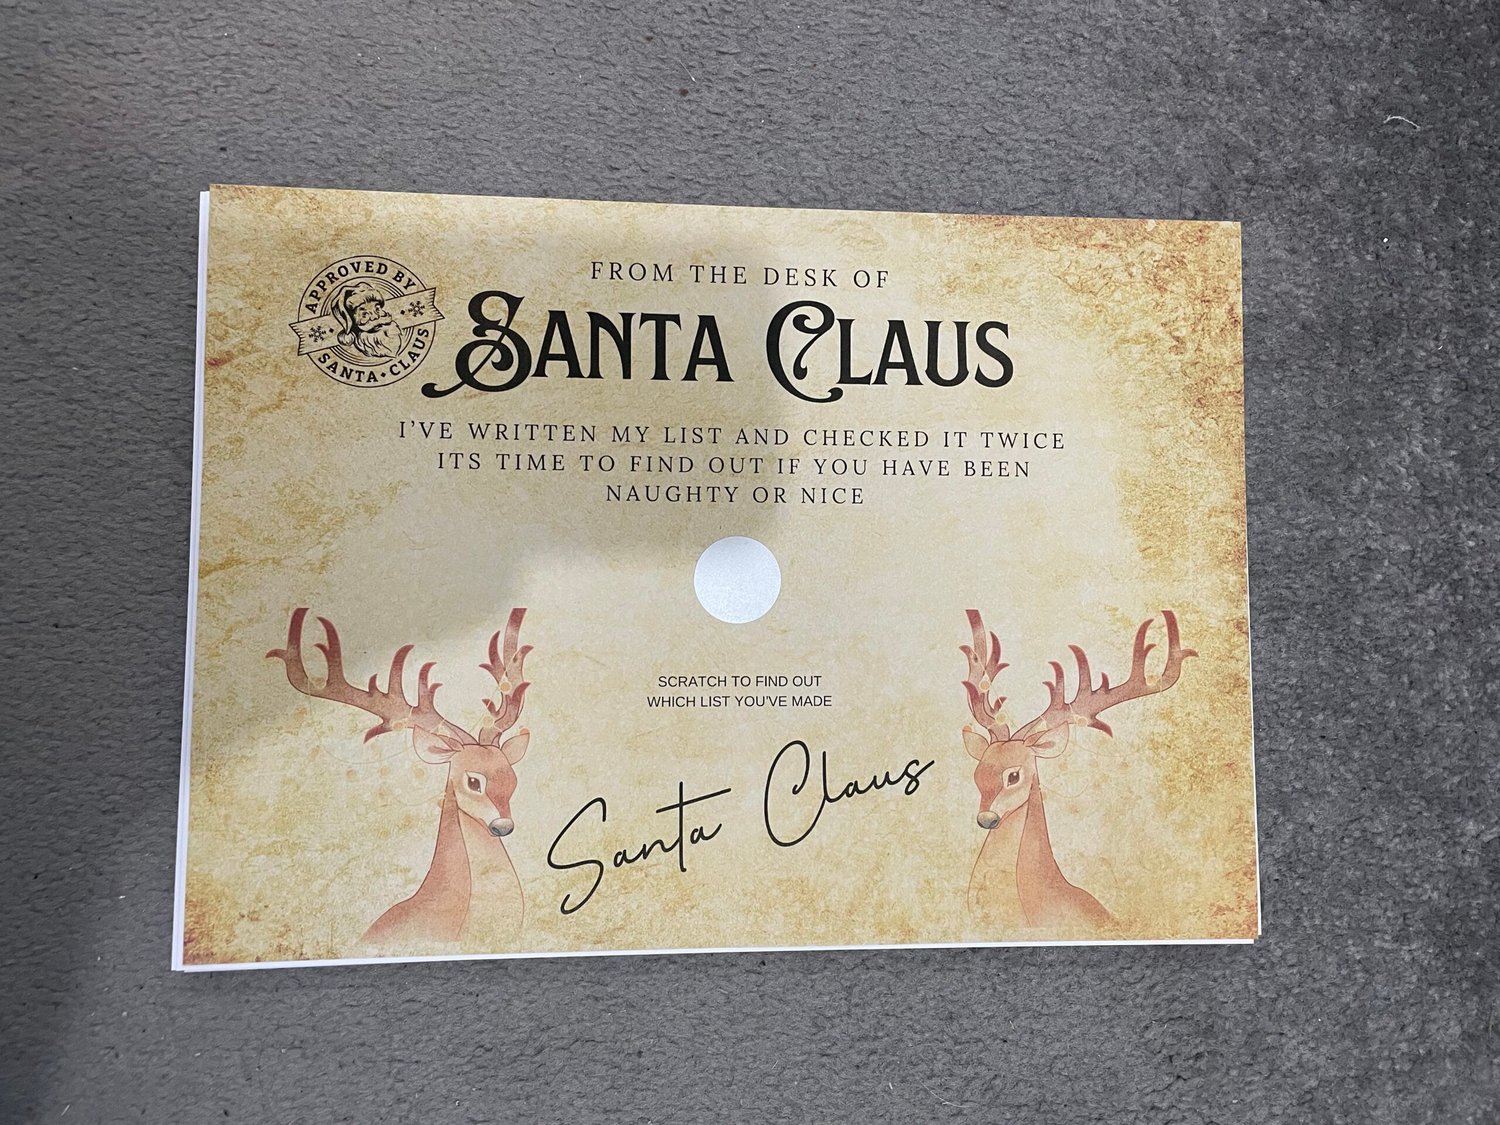 APPROVED BY
SANTA • CLAUS
FROM THE DESK OF
SANTA CLAUS
I'VE WRITTEN MY LIST AND CHECKED IT TWICE
ITS TIME TO FIND OUT IF YOU HAVE BEEN
NAUGHTY OR NICE
SCRATCH TO FIND OUT
WHICH LIST YOU'VE MADE
Santa Claus